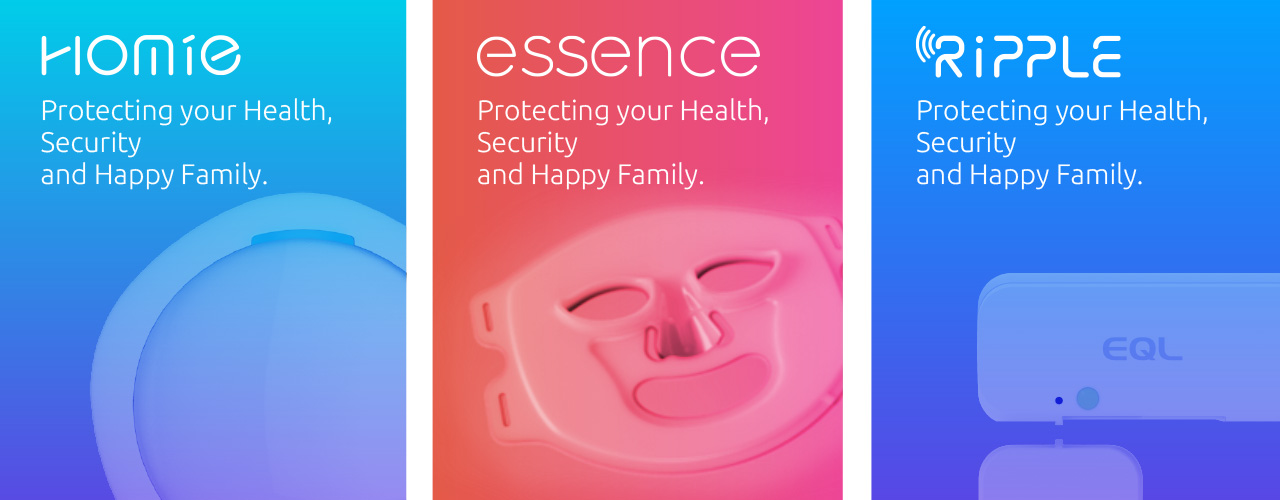 HOMiE
Protecting your Health,
Security
and Happy Family.
essence
Protecting your Health,
Security
and Happy Family.
RiPPLE
Protecting your Health,
Security
and Happy Family.
EQL